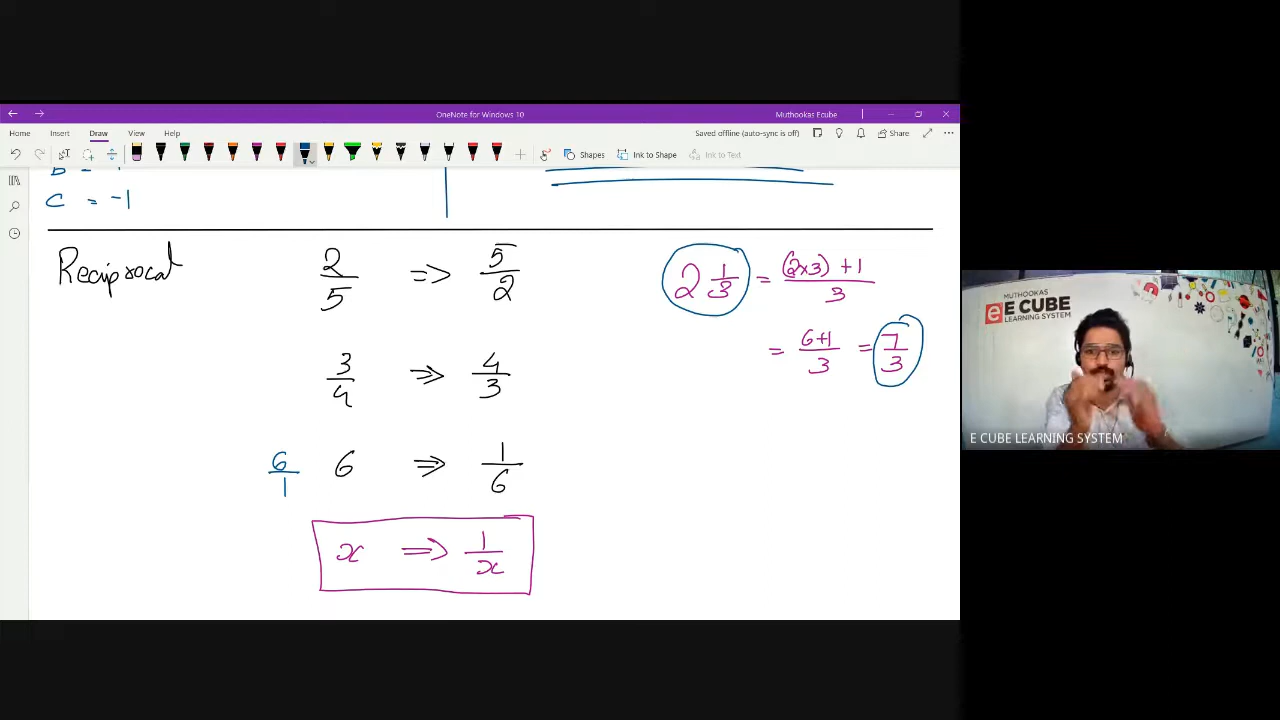 OneNote for Windows 10
Muthookas Ecube
Home Insert Draw View Help
Saved offline (auto-sync is off)
Share
Shapes
Ink to Shape
Ink to Text
c = -1
Reciprocal
2/5 => 5/2
3/4 => 4/3
6/1 6 => 1/6
x => 1/x
2 1/3 = (2x3) +1 / 3
= 6+1 / 3 = 7/3
MUTHOOKAS
E CUBE
LEARNING SYSTEM
E CUBE LEARNING SYSTEM